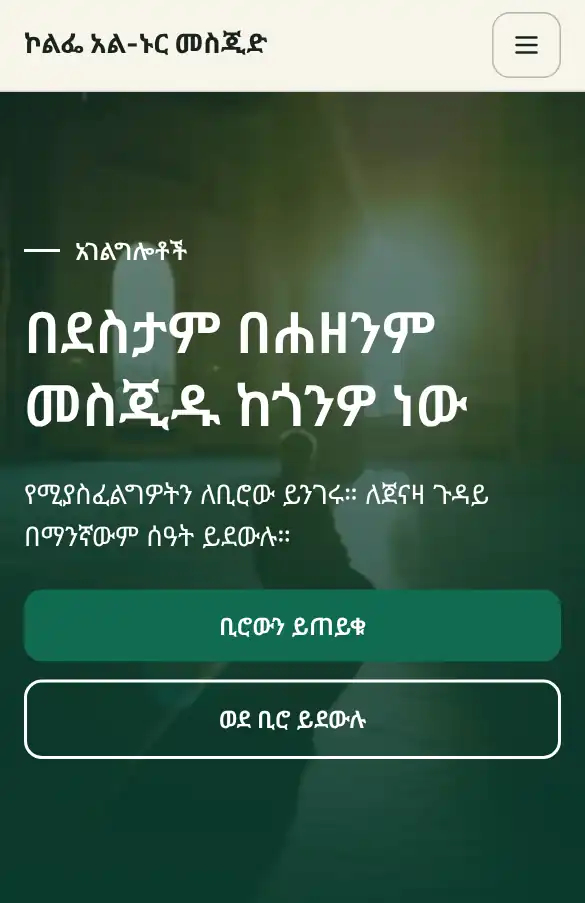 ኮልፌ አል-ኑር መስጂድ
አገልግሎቶች
በደስታም በሐዘንም
መስጂዱ ከጎንዎ ነው
የሚያስፈልግዎትን ለቢሮው ይንገሩ። ለጀናዛ ጉዳይ
በማንኛውም ሰዓት ይደውሉ።
ቢሮውን ይጠይቁ
ወደ ቢሮ ይደውሉ